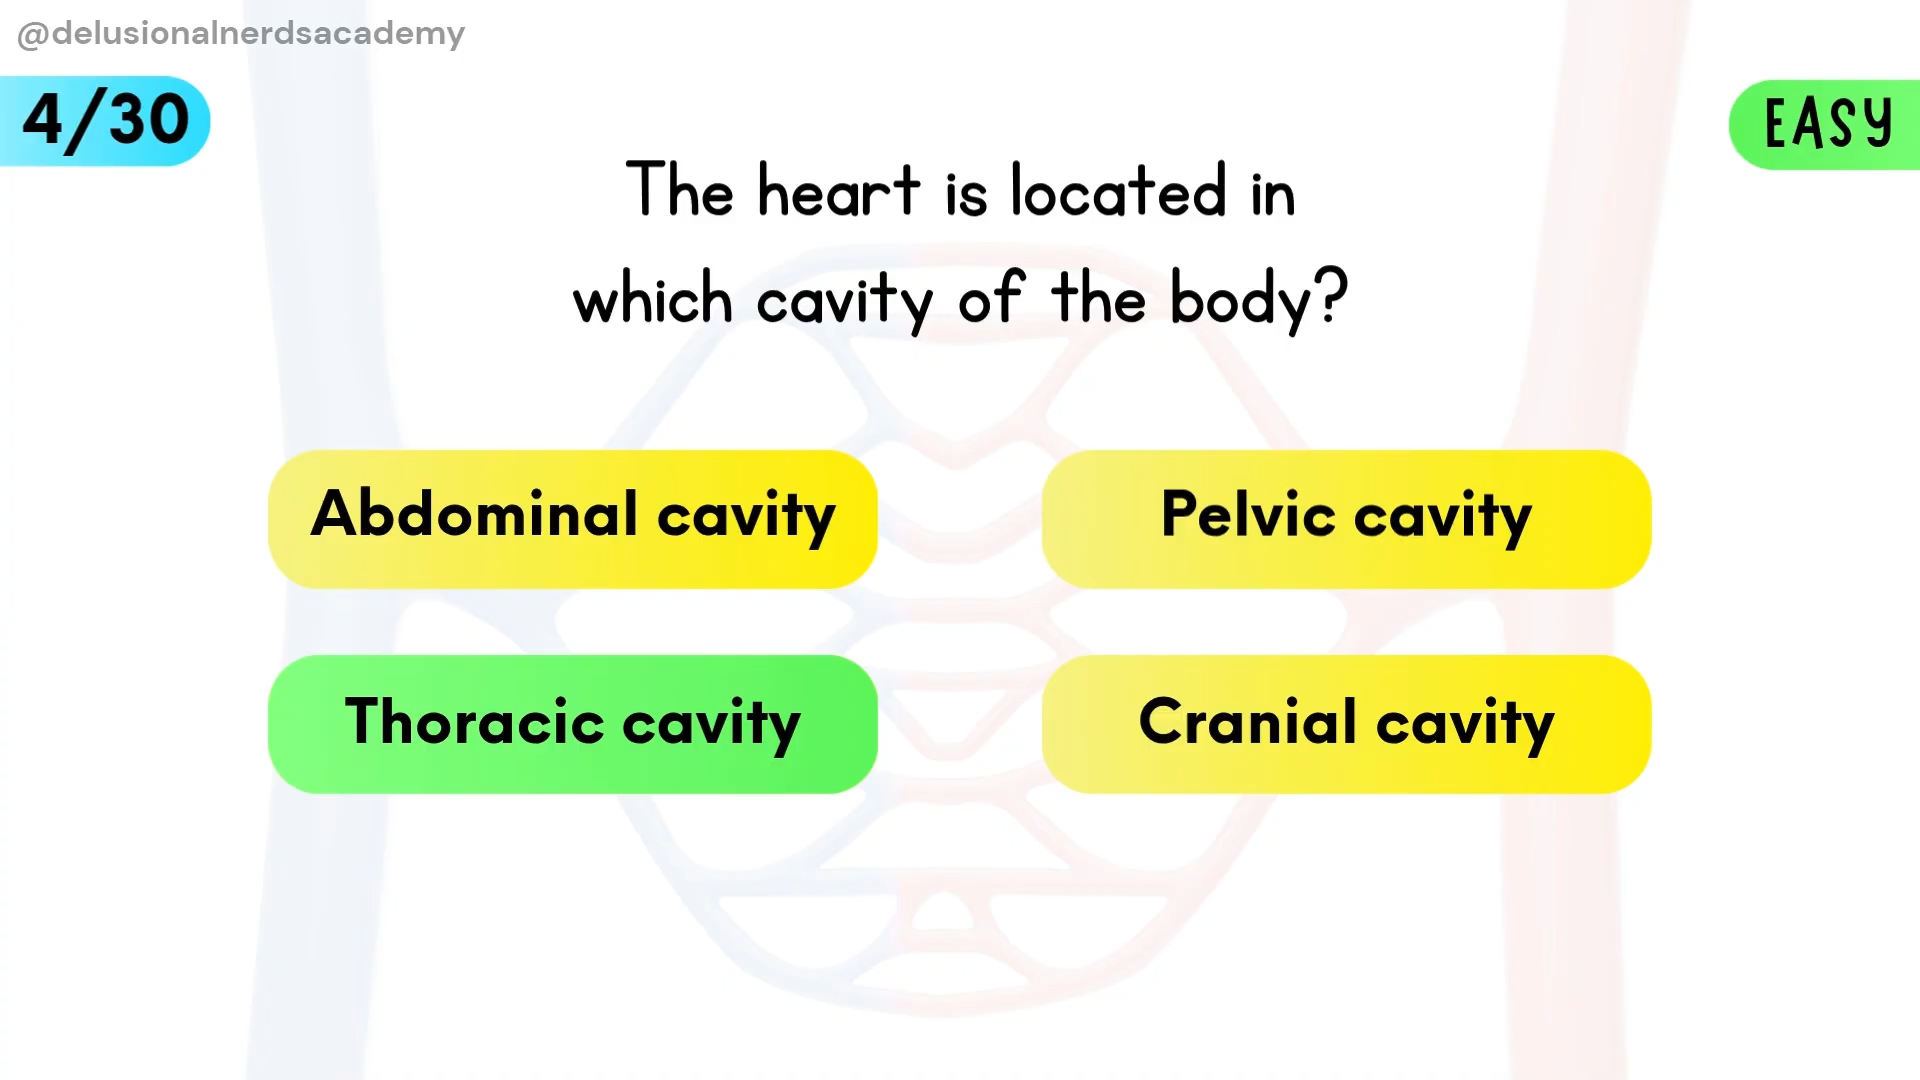 @delusionalnerdsacademy
4/30
EASY
The heart is located in
which cavity of the body?
Abdominal cavity
Pelvic cavity
Thoracic cavity
Cranial cavity